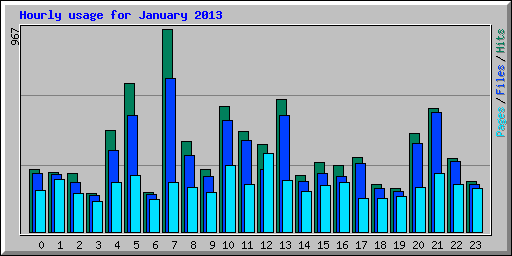 Hourly usage for January 2013
967
Pages / Files / Hits
0 1 2 3 4 5 6 7 8 9 10 11 12 13 14 15 16 17 18 19 20 21 22 23